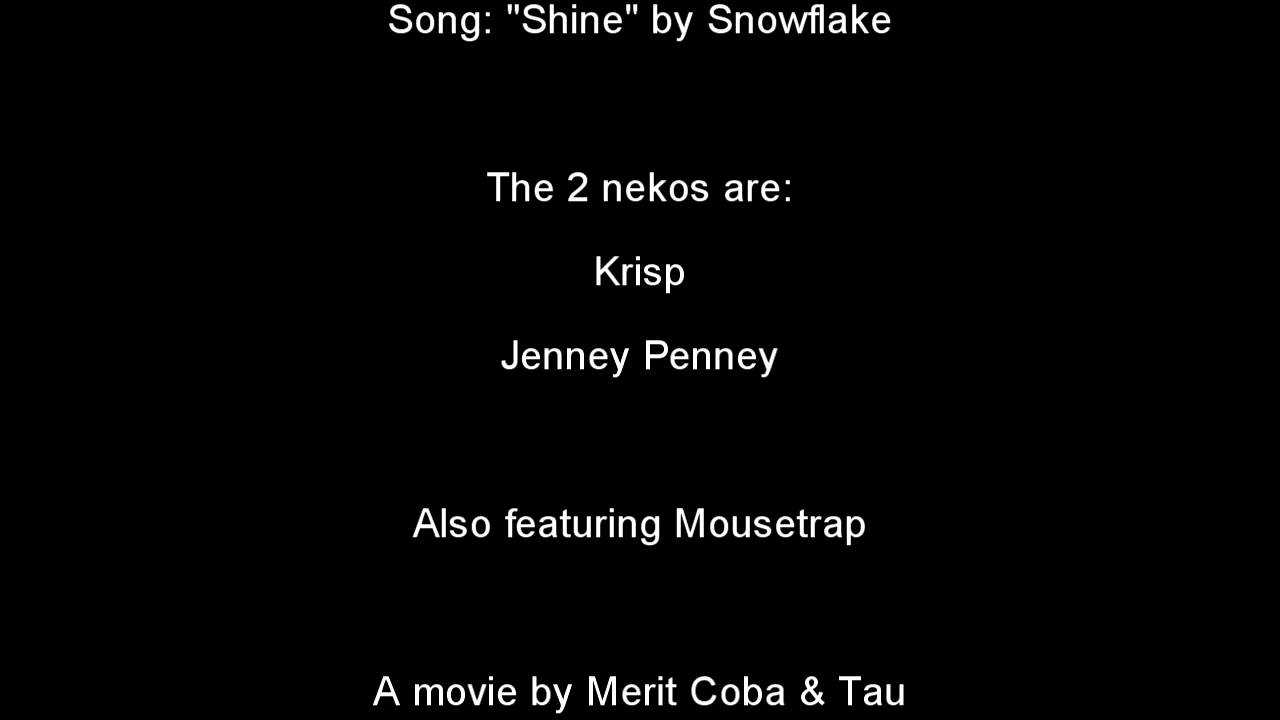 Song: "Shine" by Snowflake
The 2 nekos are:
Krisp
Jenney Penney
Also featuring Mousetrap
A movie by Merit Coba & Tau